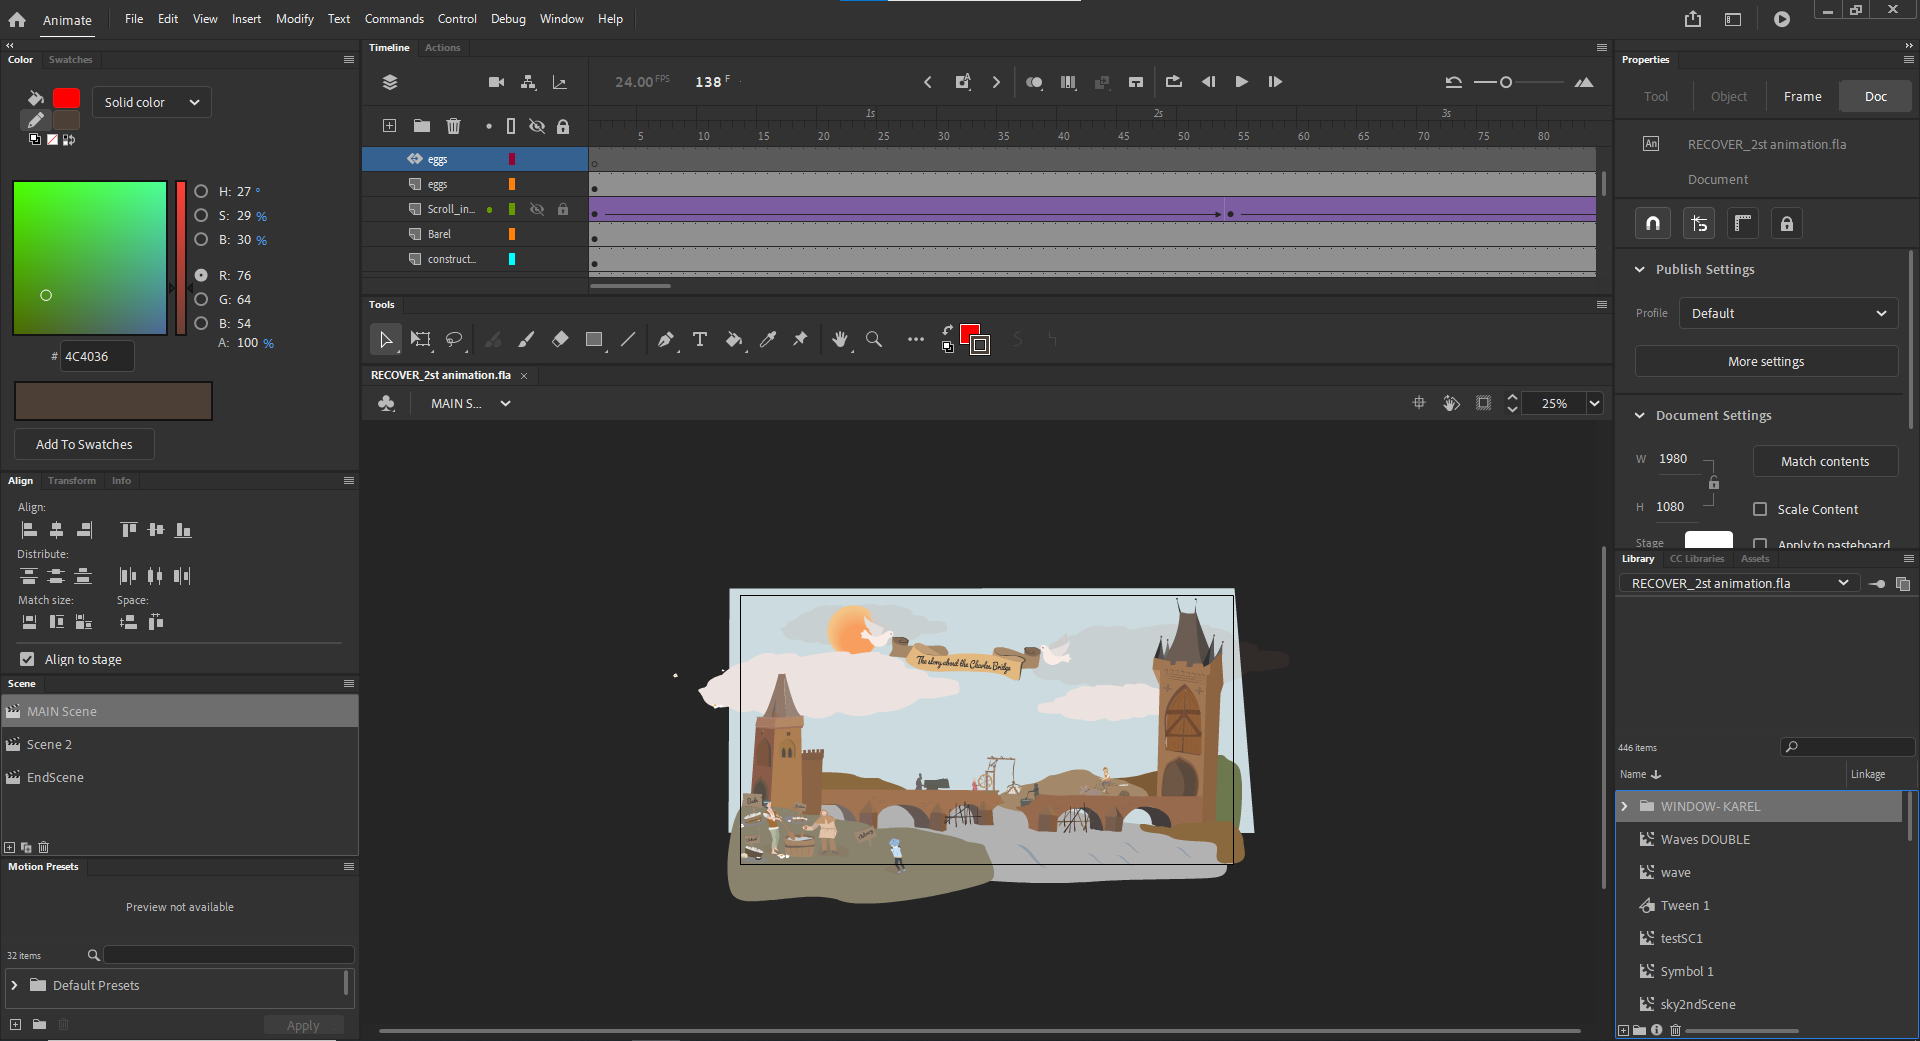 Animate File Edit View Insert Modify Text Commands Control Debug Window Help
Color Swatches
Solid color
H: 27 °
S: 29 %
B: 30 %
R: 76
G: 64
B: 54
A: 100 %
# 4C4036
Add To Swatches
Align Transform Info
Align:
Distribute:
Match size: Space:
Align to stage
Scene
MAIN Scene
Scene 2
EndScene
Motion Presets
Preview not available
32 items
Default Presets
Apply
Timeline Actions
24.00 FPS 138 F
1s 2s 3s
5 10 15 20 25 30 35 40 45 50 55 60 65 70 75 80
eggs
eggs
Scroll_in...
Barel
construct...
Tools
RECOVER_2st animation.fla ×
MAIN S...
25%
The story about the Charles Bridge
Properties
Tool Object Frame Doc
An RECOVER_2st animation.fla
Document
Publish Settings
Profile Default
More settings
Document Settings
W 1980 Match contents
H 1080 Scale Content
Stage Apply to pasteboard
Library CC Libraries Assets
RECOVER_2st animation.fla
446 items
Name Linkage
WINDOW- KAREL
Waves DOUBLE
wave
Tween 1
testSC1
Symbol 1
sky2ndScene